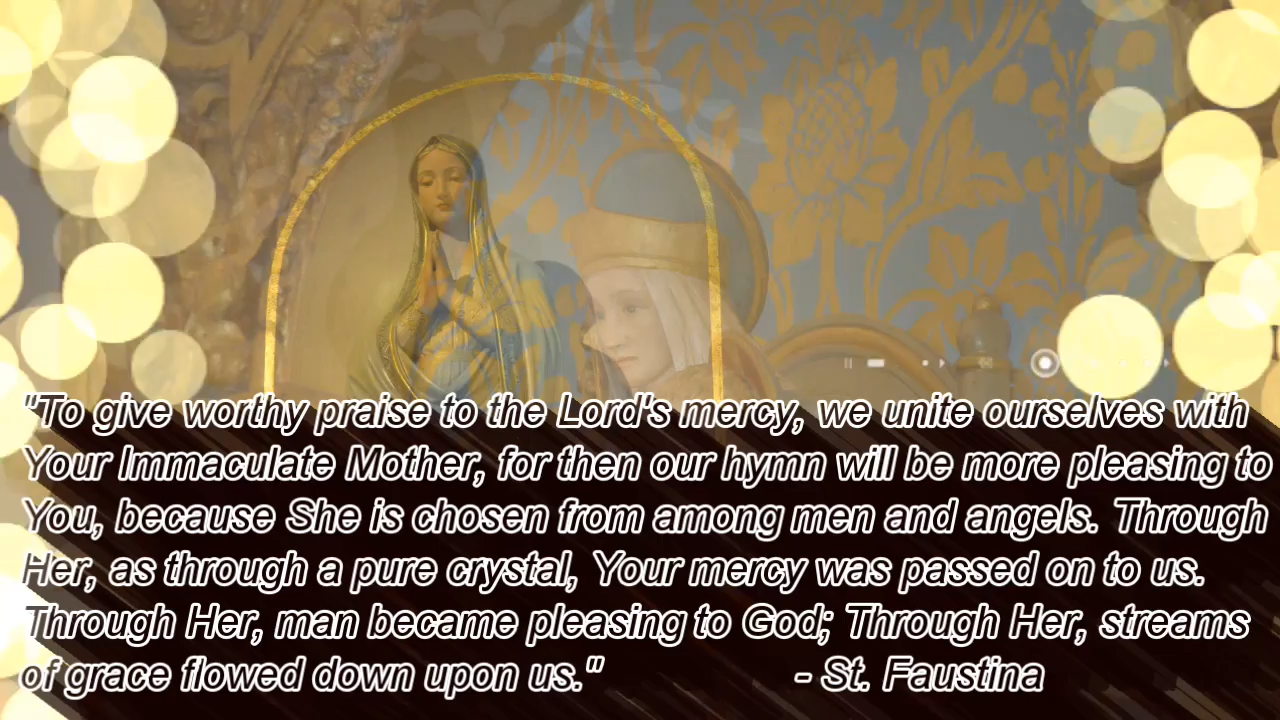 "To give worthy praise to the Lord's mercy, we unite ourselves with
Your Immaculate Mother, for then our hymn will be more pleasing to
You, because She is chosen from among men and angels. Through
Her, as through a pure crystal, Your mercy was passed on to us.
Through Her, man became pleasing to God; Through Her, streams
of grace flowed down upon us." - St. Faustina